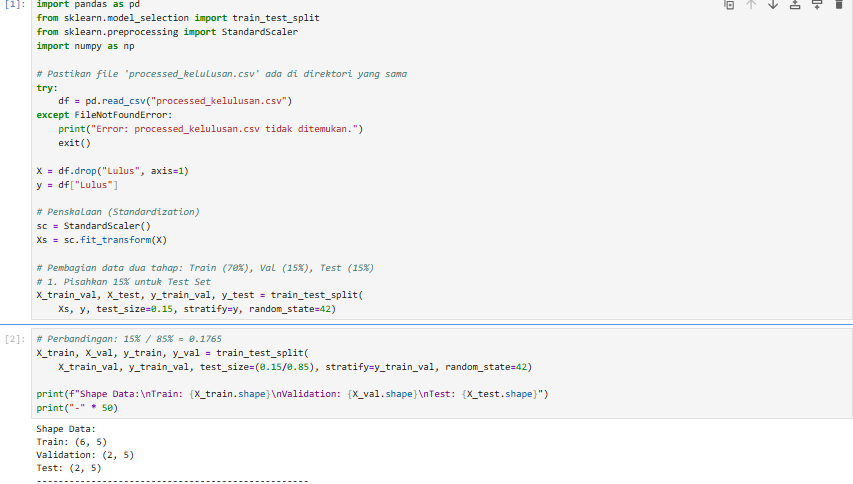 [1]: import pandas as pd
from sklearn.model_selection import train_test_split
from sklearn.preprocessing import StandardScaler
import numpy as np
# Pastikan file 'processed_kelulusan.csv' ada di direktori yang sama
try:
    df = pd.read_csv("processed_kelulusan.csv")
except FileNotFoundError:
    print("Error: processed_kelulusan.csv tidak ditemukan.")
    exit()
X = df.drop("Lulus", axis=1)
y = df["Lulus"]
# Penskalaan (Standardization)
sc = StandardScaler()
Xs = sc.fit_transform(X)
# Pembagian data dua tahap: Train (70%), Val (15%), Test (15%)
# 1. Pisahkan 15% untuk Test Set
X_train_val, X_test, y_train_val, y_test = train_test_split(
    Xs, y, test_size=0.15, stratify=y, random_state=42)
[2]: # Perbandingan: 15% / 85% ≈ 0.1765
X_train, X_val, y_train, y_val = train_test_split(
    X_train_val, y_train_val, test_size=(0.15/0.85), stratify=y_train_val, random_state=42)
print(f"Shape Data:\nTrain: {X_train.shape}\nValidation: {X_val.shape}\nTest: {X_test.shape}")
print("-" * 50)
Shape Data:
Train: (6, 5)
Validation: (2, 5)
Test: (2, 5)
--------------------------------------------------